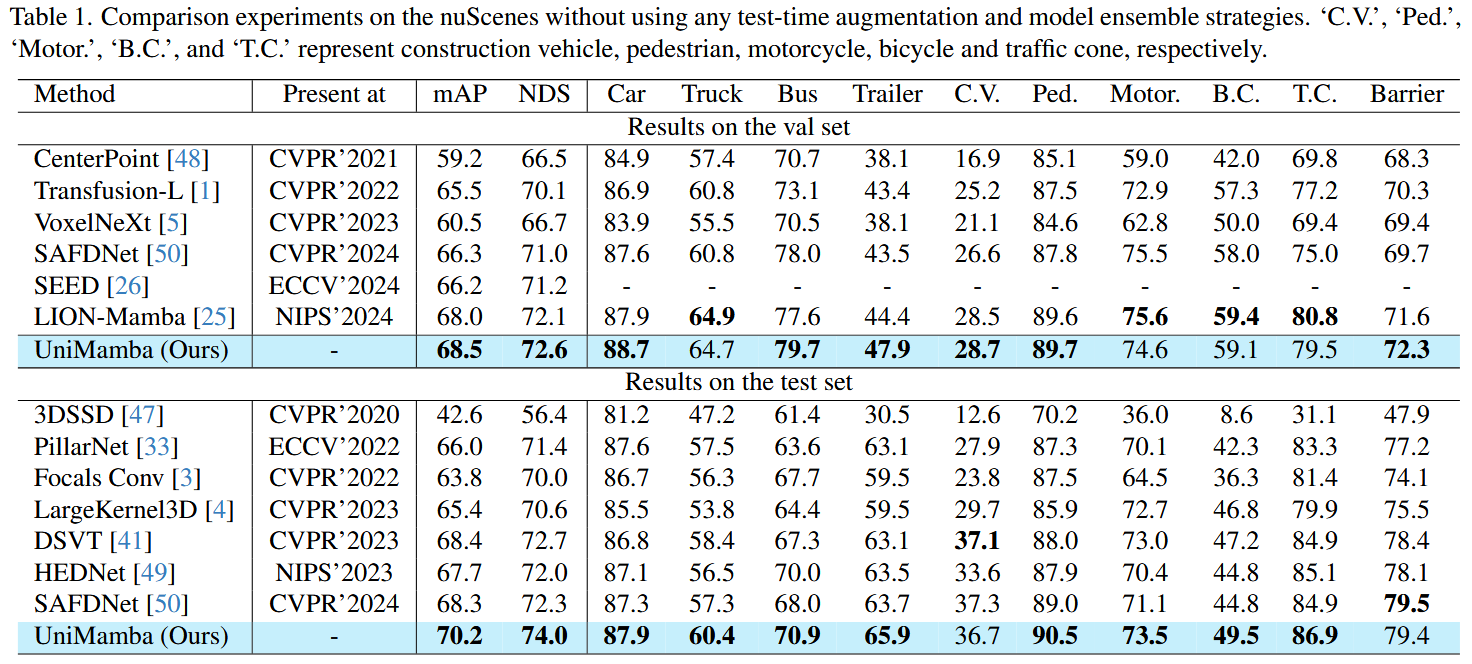 Table 1. Comparison experiments on the nuScenes without using any test-time augmentation and model ensemble strategies. ‘C.V.’, ‘Ped.’,
‘Motor.’, ‘B.C.’, and ‘T.C.’ represent construction vehicle, pedestrian, motorcycle, bicycle and traffic cone, respectively.
Method Present at mAP NDS Car Truck Bus Trailer C.V. Ped. Motor. B.C. T.C. Barrier
Results on the val set
CenterPoint [48] CVPR’2021 59.2 66.5 84.9 57.4 70.7 38.1 16.9 85.1 59.0 42.0 69.8 68.3
Transfusion-L [1] CVPR’2022 65.5 70.1 86.9 60.8 73.1 43.4 25.2 87.5 72.9 57.3 77.2 70.3
VoxelNeXt [5] CVPR’2023 60.5 66.7 83.9 55.5 70.5 38.1 21.1 84.6 62.8 50.0 69.4 69.4
SAFDNet [50] CVPR’2024 66.3 71.0 87.6 60.8 78.0 43.5 26.6 87.8 75.5 58.0 75.0 69.7
SEED [26] ECCV’2024 66.2 71.2 - - - - - - - - - -
LION-Mamba [25] NIPS’2024 68.0 72.1 87.9 64.9 77.6 44.4 28.5 89.6 75.6 59.4 80.8 71.6
UniMamba (Ours) - 68.5 72.6 88.7 64.7 79.7 47.9 28.7 89.7 74.6 59.1 79.5 72.3
Results on the test set
3DSSD [47] CVPR’2020 42.6 56.4 81.2 47.2 61.4 30.5 12.6 70.2 36.0 8.6 31.1 47.9
PillarNet [33] ECCV’2022 66.0 71.4 87.6 57.5 63.6 63.1 27.9 87.3 70.1 42.3 83.3 77.2
Focals Conv [3] CVPR’2022 63.8 70.0 86.7 56.3 67.7 59.5 23.8 87.5 64.5 36.3 81.4 74.1
LargeKernel3D [4] CVPR’2023 65.4 70.6 85.5 53.8 64.4 59.5 29.7 85.9 72.7 46.8 79.9 75.5
DSVT [41] CVPR’2023 68.4 72.7 86.8 58.4 67.3 63.1 37.1 88.0 73.0 47.2 84.9 78.4
HEDNet [49] NIPS’2023 67.7 72.0 87.1 56.5 70.0 63.5 33.6 87.9 70.4 44.8 85.1 78.1
SAFDNet [50] CVPR’2024 68.3 72.3 87.3 57.3 68.0 63.7 37.3 89.0 71.1 44.8 84.9 79.5
UniMamba (Ours) - 70.2 74.0 87.9 60.4 70.9 65.9 36.7 90.5 73.5 49.5 86.9 79.4